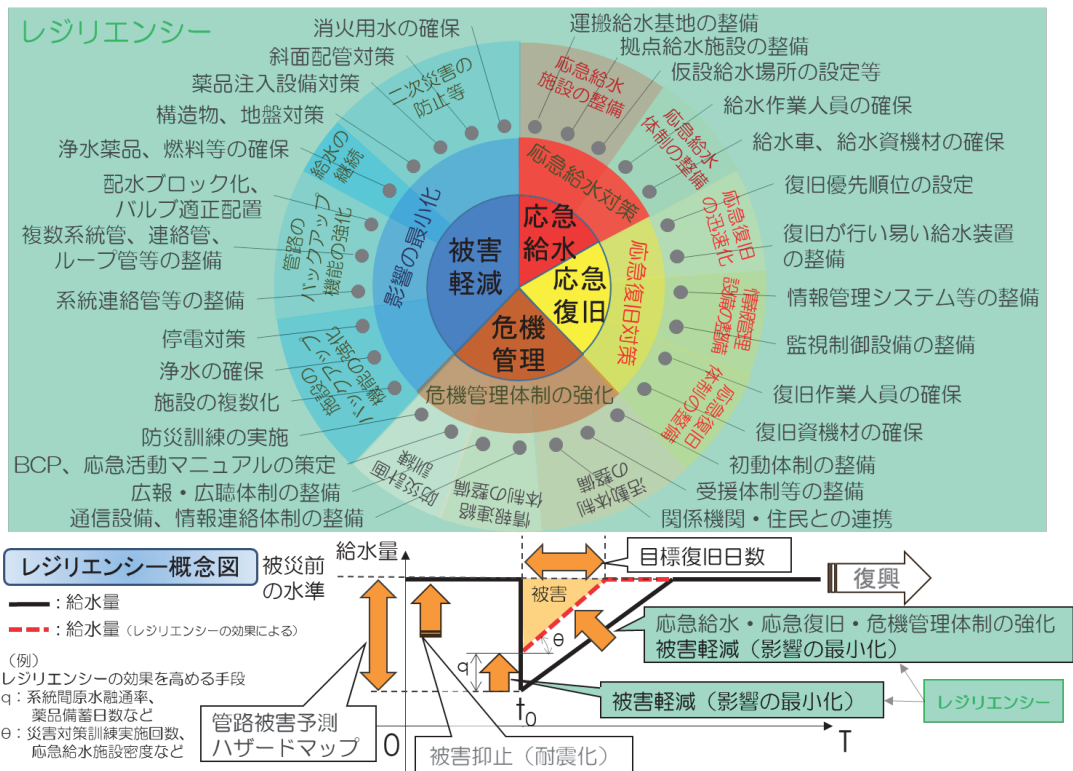 レジリエンシー
消火用水の確保
斜面配管対策
薬品注入設備対策
構造物、地盤対策
浄水薬品、燃料等の確保
配水ブロック化、
バルブ適正配置
複数系統管、連絡管、
ループ管等の整備
系統連絡管等の整備
停電対策
浄水の確保
施設の複数化
防災訓練の実施
BCP、応急活動マニュアルの策定
広報・広聴体制の整備
通信設備、情報連絡体制の整備
運搬給水基地の整備
拠点給水施設の整備
仮設給水場所の設定等
給水作業人員の確保
給水車、給水資機材の確保
復旧優先順位の設定
復旧が行い易い給水装置
の整備
情報管理システム等の整備
監視制御設備の整備
復旧作業人員の確保
復旧資機材の確保
初動体制の整備
受援体制等の整備
関係機関・住民との連携
二次災害の
防止等
給水の
継続
管路の
バックアップ
機能の強化
施設の
バックアップ
機能の強化
応急給水
施設の整備
応急給水
体制の整備
応急復旧
の迅速化
情報管理
設備の整備
応急復旧
体制の整備
活動体制
の整備
情報連絡
体制の整備
防災計画
訓練
影響の最小化
応急給水対策
応急復旧対策
危機管理体制の強化
被害
軽減
応急
給水
応急
復旧
危機
管理
レジリエンシー概念図
：給水量
：給水量（レジリエンシーの効果による）
（例）
レジリエンシーの効果を高める手段
q：系統間原水融通率、
薬品備蓄日数など
θ：災害対策訓練実施回数、
応急給水施設密度など
給水量
被災前
の水準
目標復旧日数
復興
被害
θ
q
t0
0
T
応急給水・応急復旧・危機管理体制の強化
被害軽減（影響の最小化）
被害軽減（影響の最小化）
レジリエンシー
管路被害予測
ハザードマップ
被害抑止（耐震化）